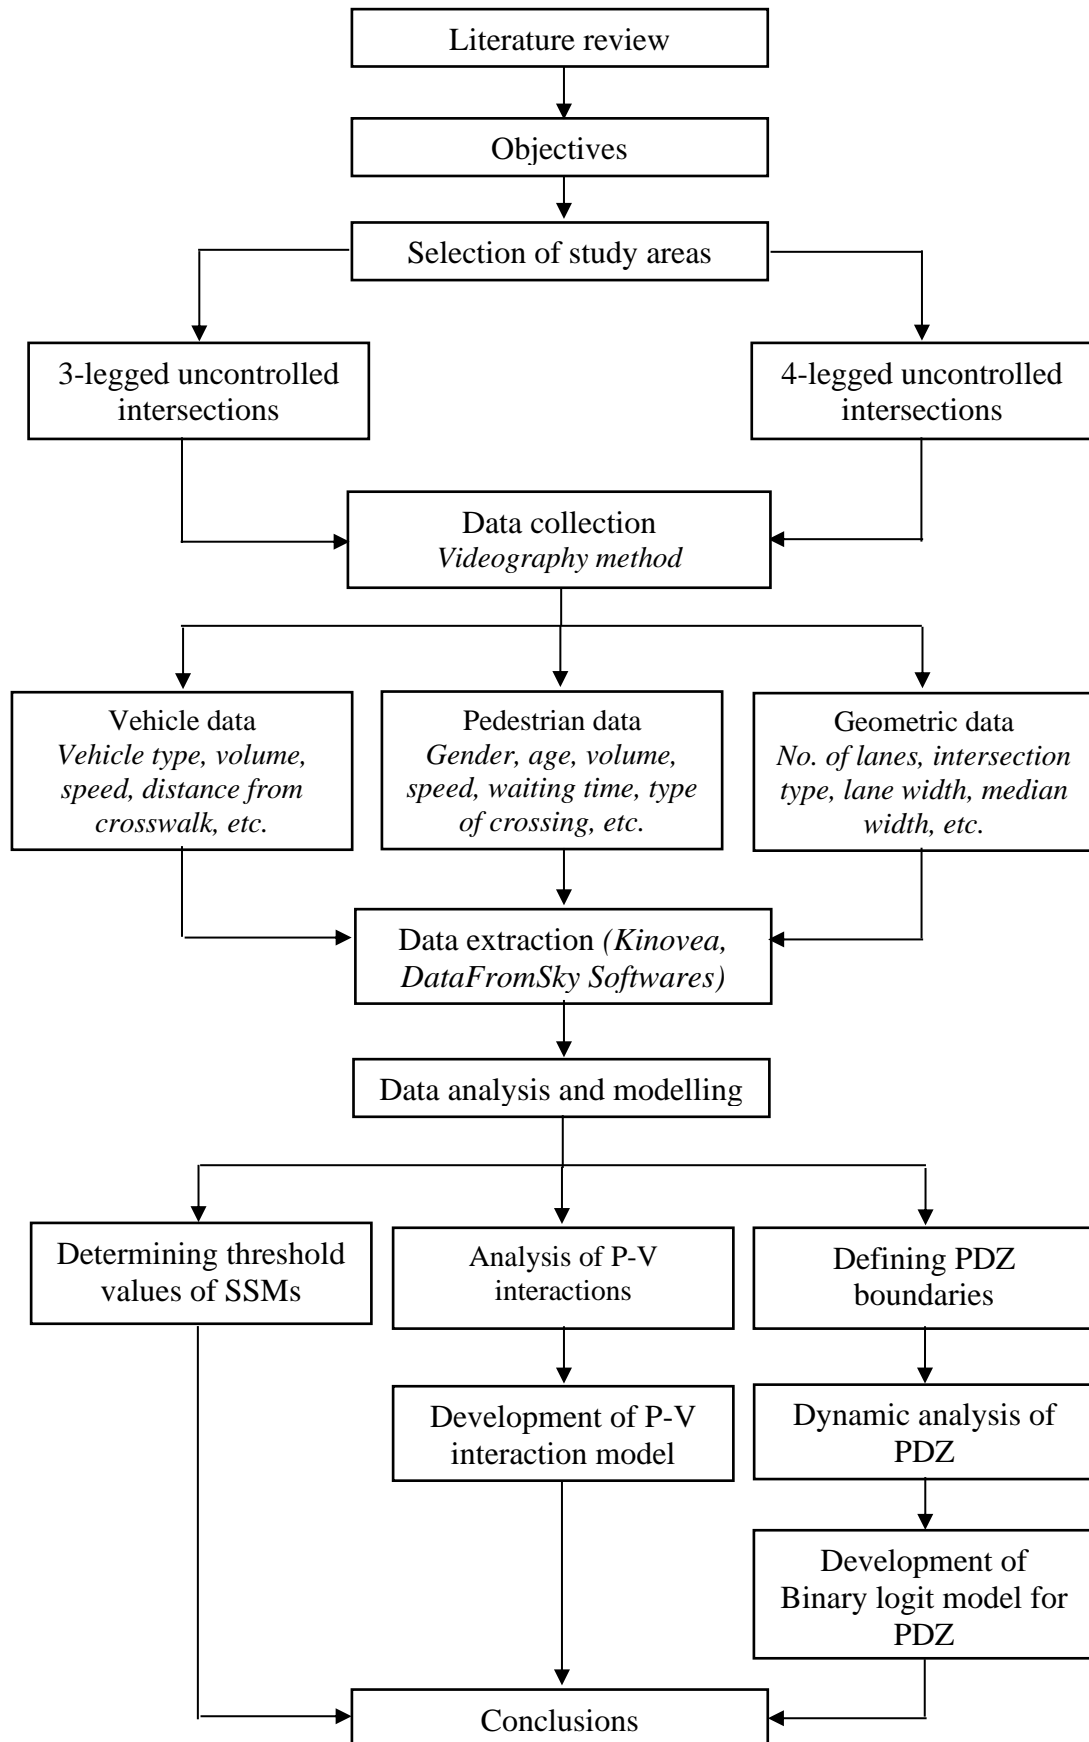 Literature review
Objectives
Selection of study areas
3-legged uncontrolled
intersections
4-legged uncontrolled
intersections
Data collection
Videography method
Vehicle data
Vehicle type, volume,
speed, distance from
crosswalk, etc.
Pedestrian data
Gender, age, volume,
speed, waiting time, type
of crossing, etc.
Geometric data
No. of lanes, intersection
type, lane width, median
width, etc.
Data extraction (Kinovea,
DataFromSky Softwares)
Data analysis and modelling
Determining threshold
values of SSMs
Analysis of P-V
interactions
Defining PDZ
boundaries
Development of P-V
interaction model
Dynamic analysis of
PDZ
Development of
Binary logit model for
PDZ
Conclusions